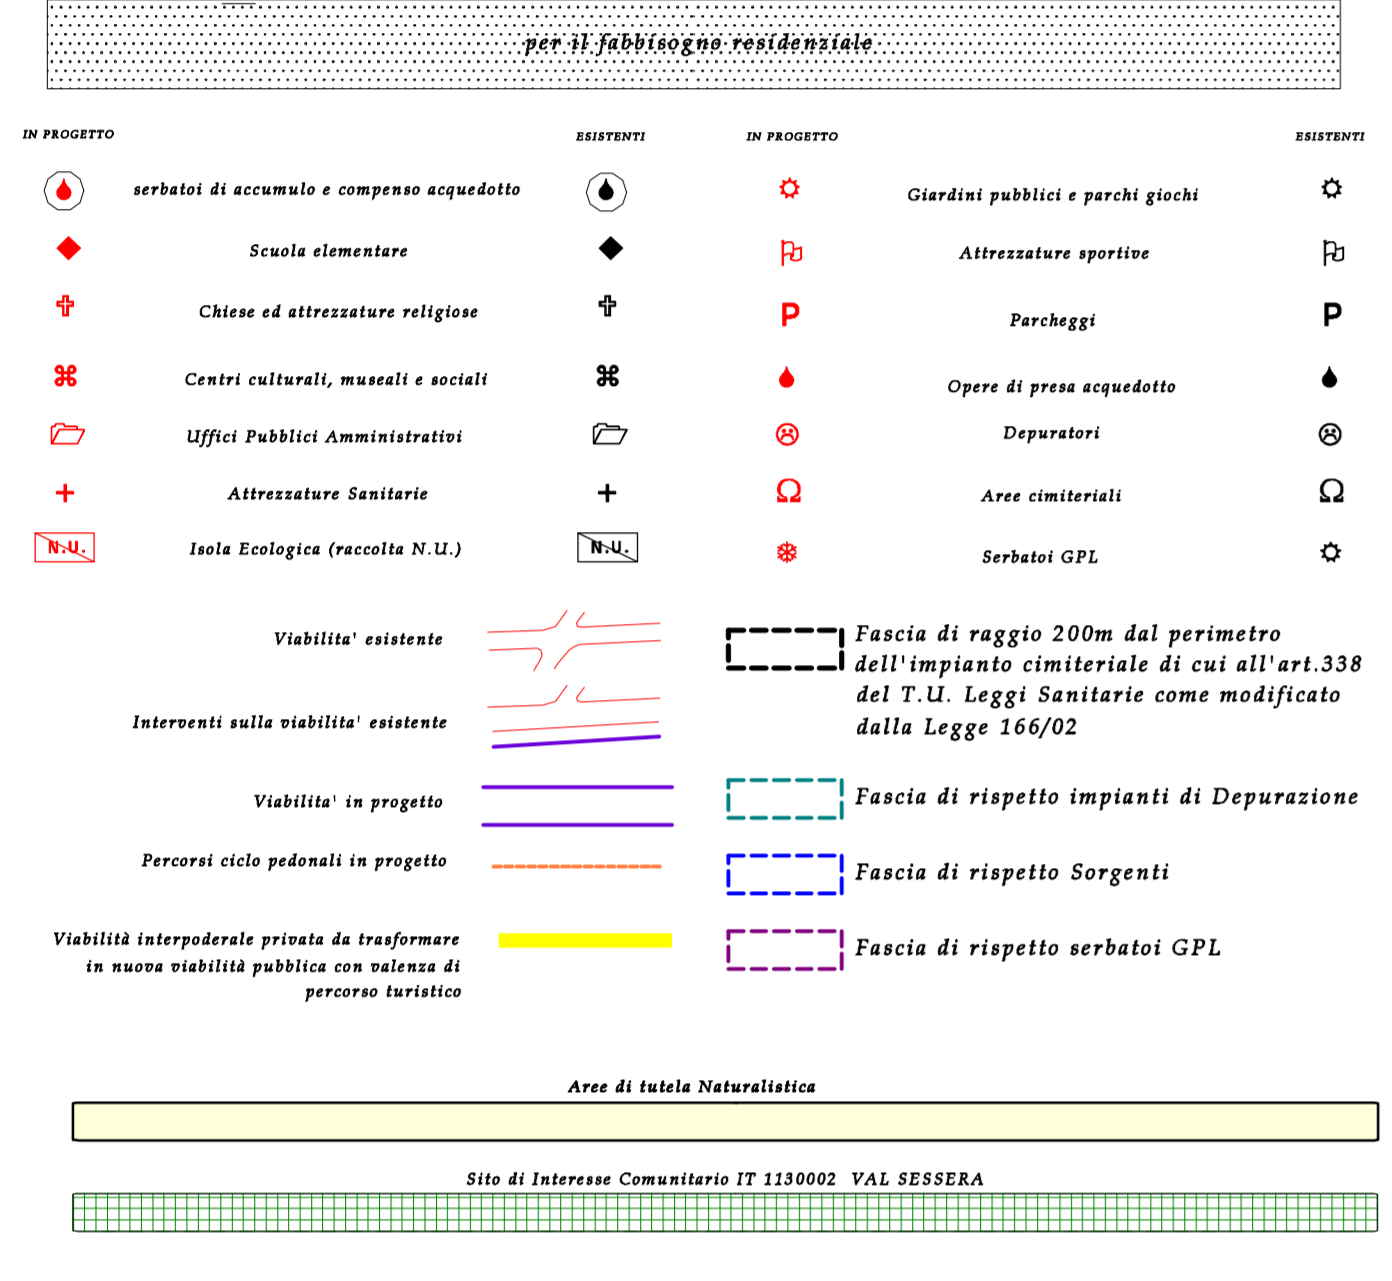 per il fabbisogno residenziale
IN PROGETTO
ESISTENTI
serbatoi di accumulo e compenso acquedotto
Scuola elementare
Chiese ed attrezzature religiose
Centri culturali, museali e sociali
Uffici Pubblici Amministrativi
Attrezzature Sanitarie
N.U.
Isola Ecologica (raccolta N.U.)
N.U.
IN PROGETTO
ESISTENTI
Giardini pubblici e parchi giochi
Attrezzature sportive
P
Parcheggi
P
Opere di presa acquedotto
Depuratori
Ω
Aree cimiteriali
Ω
Serbatoi GPL
Viabilita' esistente
Interventi sulla viabilita' esistente
Viabilita' in progetto
Percorsi ciclo pedonali in progetto
Viabilità interpoderale privata da trasformare
in nuova viabilità pubblica con valenza di
percorso turistico
Fascia di raggio 200m dal perimetro
dell'impianto cimiteriale di cui all'art.338
del T.U. Leggi Sanitarie come modificato
dalla Legge 166/02
Fascia di rispetto impianti di Depurazione
Fascia di rispetto Sorgenti
Fascia di rispetto serbatoi GPL
Aree di tutela Naturalistica
Sito di Interesse Comunitario IT 1130002 VAL SESSERA